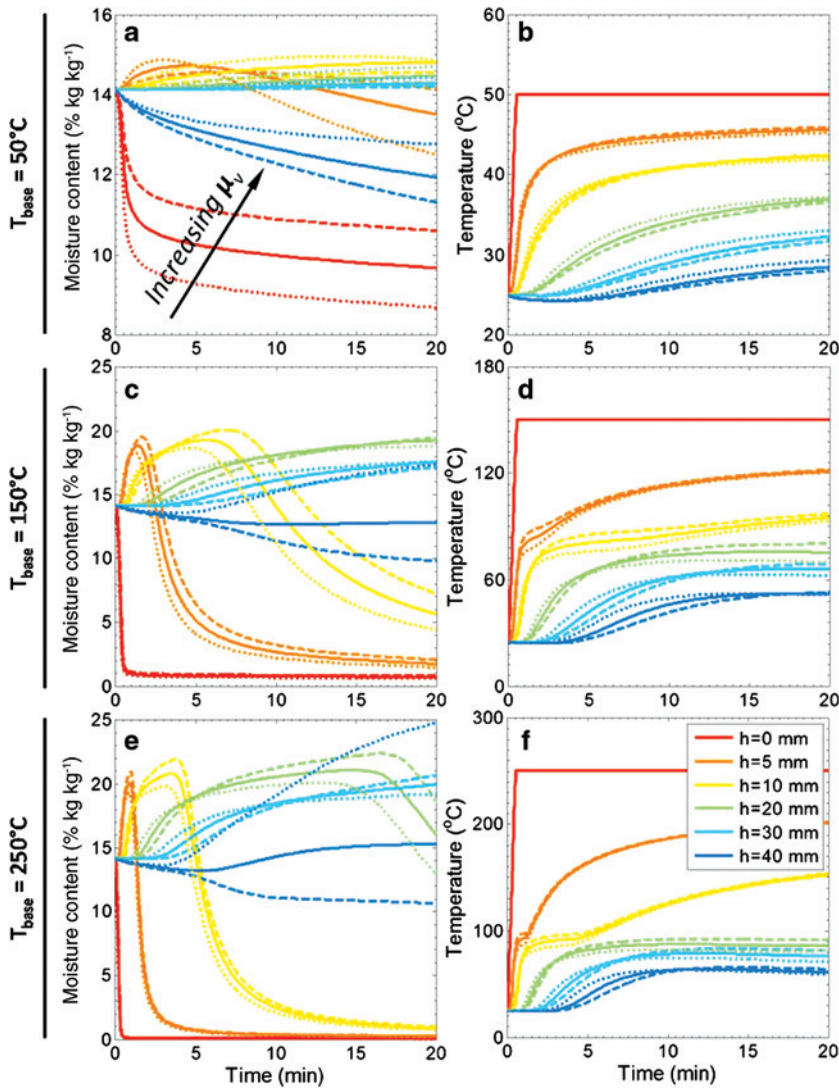 a
b
T_base = 50°C
Moisture content (% kg kg⁻¹)
16
14
12
10
8
0
5
10
15
20
Increasing μ_v
Temperature (°C)
60
50
40
30
20
0
5
10
15
20
c
d
T_base = 150°C
Moisture content (% kg kg⁻¹)
25
20
15
10
5
0
0
5
10
15
20
Temperature (°C)
180
150
120
60
0
0
5
10
15
20
e
f
T_base = 250°C
Moisture content (% kg kg⁻¹)
25
20
15
10
5
0
0
5
10
15
20
Time (min)
Temperature (°C)
300
200
100
0
0
5
10
15
20
Time (min)
h=0 mm
h=5 mm
h=10 mm
h=20 mm
h=30 mm
h=40 mm